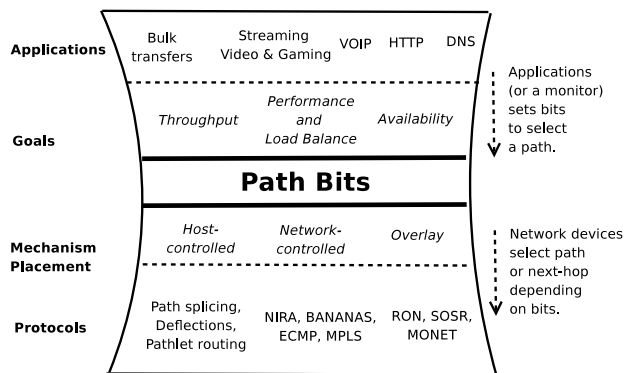 Applications
Bulk
transfers
Streaming
Video & Gaming
VOIP
HTTP
DNS
Applications
(or a monitor)
sets bits
to select
a path.
Goals
Throughput
Performance
and
Load Balance
Availability
Path Bits
Mechanism
Placement
Host-
controlled
Network-
controlled
Overlay
Network devices
select path
or next-hop
depending
on bits.
Protocols
Path splicing,
Deflections,
Pathlet routing
NIRA, BANANAS,
ECMP, MPLS
RON, SOSR,
MONET